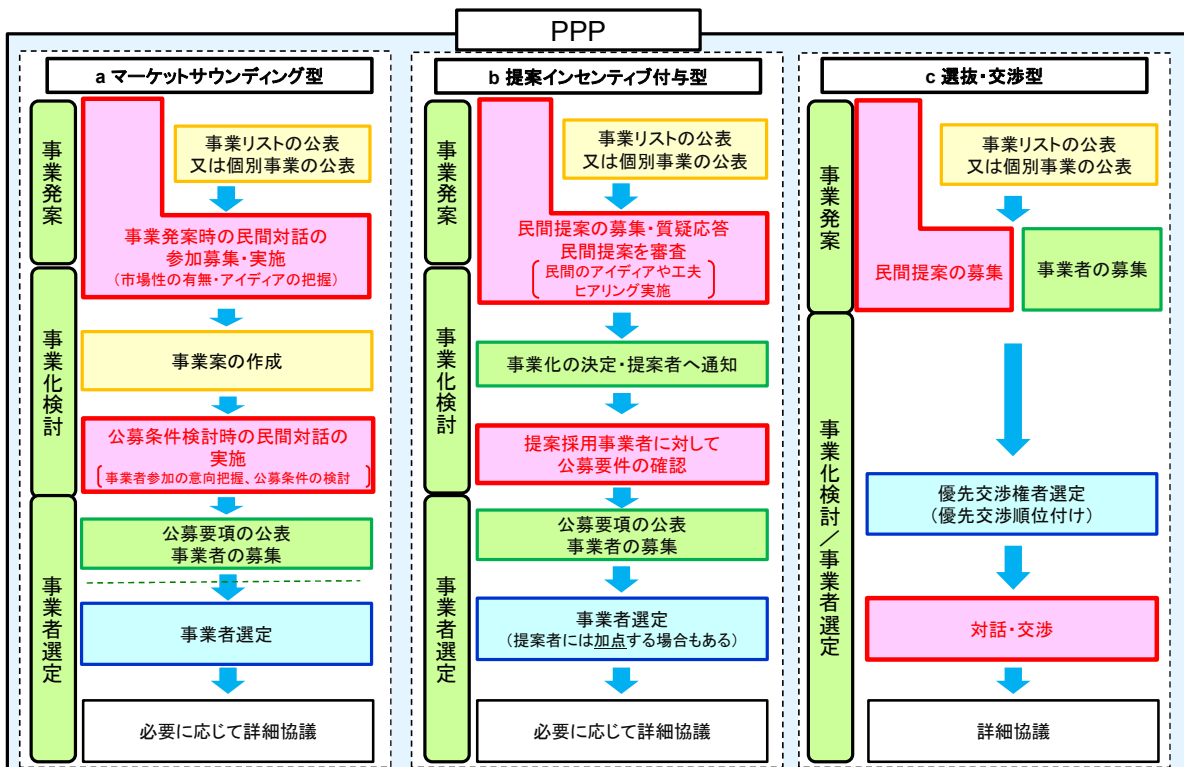 PPP
a マーケットサウンディング型
事業発案
事業化検討
事業者選定
事業リストの公表
又は個別事業の公表
事業発案時の民間対話の
参加募集・実施
(市場性の有無・アイディアの把握)
事業案の作成
公募条件検討時の民間対話の
実施
事業者参加の意向把握、公募条件の検討
公募要項の公表
事業者の募集
事業者選定
必要に応じて詳細協議
b 提案インセンティブ付与型
事業発案
事業化検討
事業者選定
事業リストの公表
又は個別事業の公表
民間提案の募集・質疑応答
民間提案を審査
民間のアイディアや工夫
ヒアリング実施
事業化の決定・提案者へ通知
提案採用事業者に対して
公募要件の確認
公募要項の公表
事業者の募集
事業者選定
(提案者には加点する場合もある)
必要に応じて詳細協議
c 選抜・交渉型
事業発案
事業化検討/事業者選定
事業リストの公表
又は個別事業の公表
民間提案の募集
事業者の募集
優先交渉権者選定
(優先交渉順位付け)
対話・交渉
詳細協議